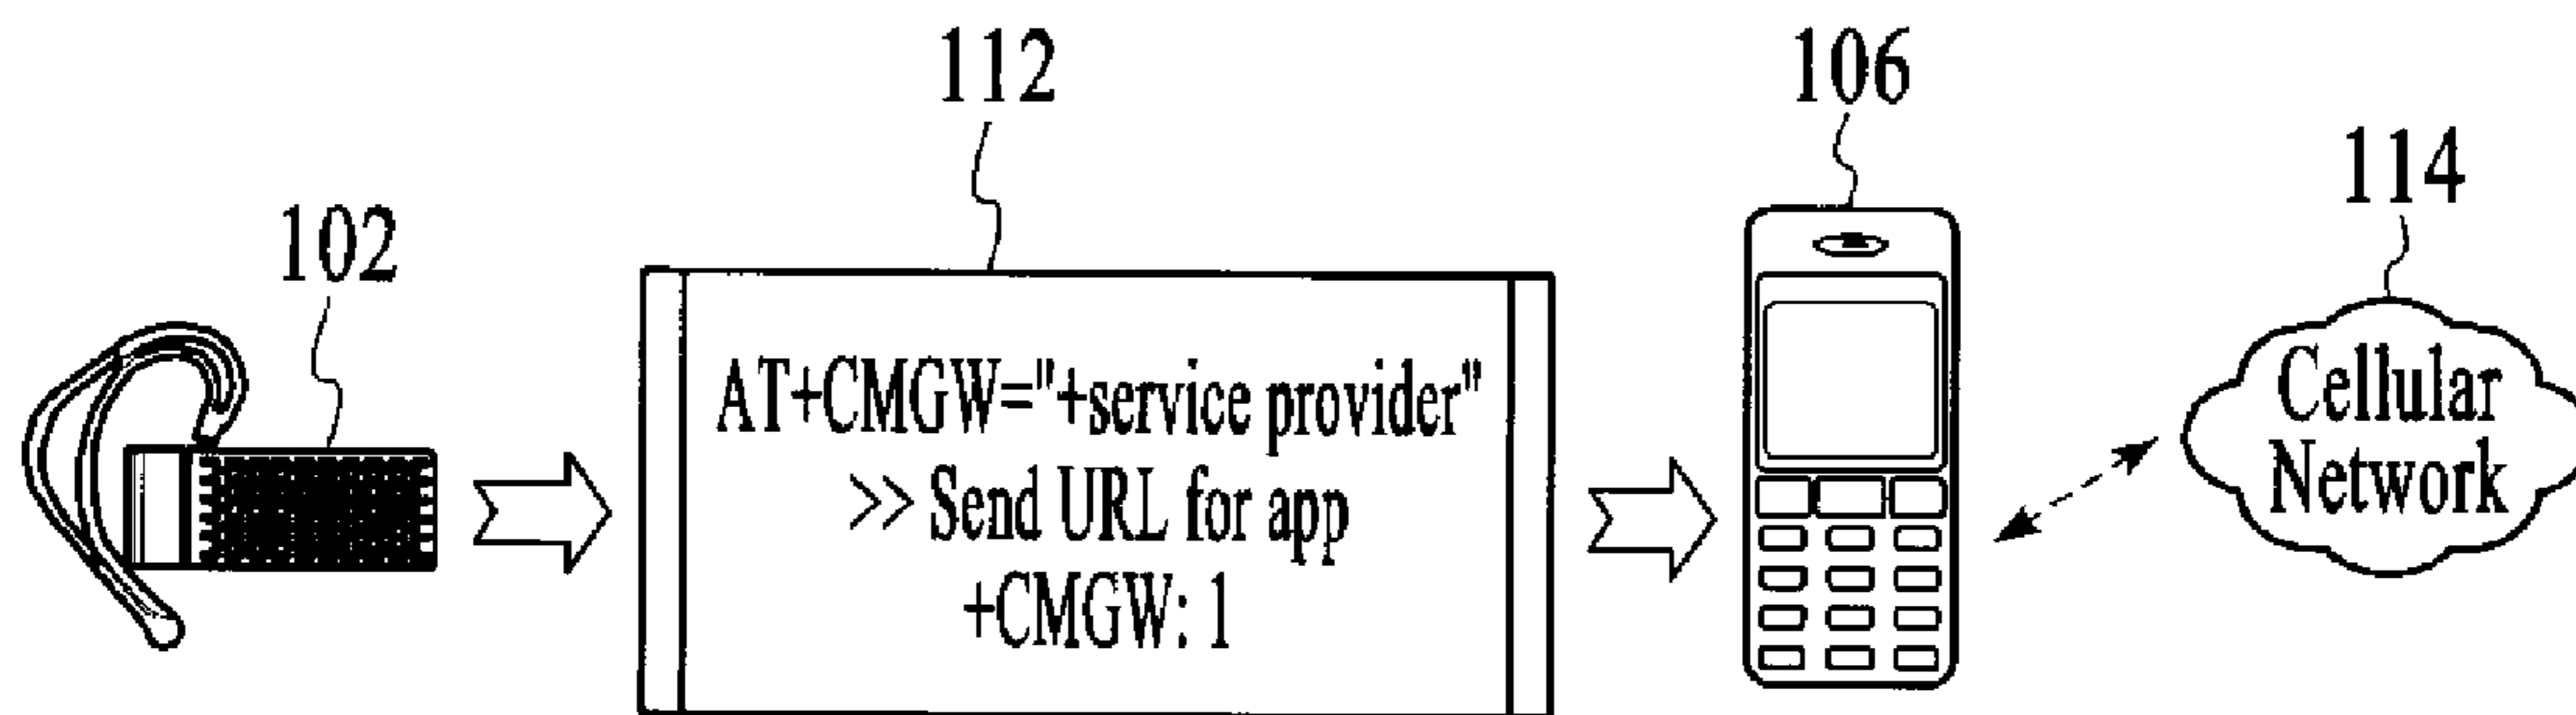 112
106
114
102
AT+CMGW="+service provider"
>> Send URL for app
+CMGW: 1
Cellular
Network